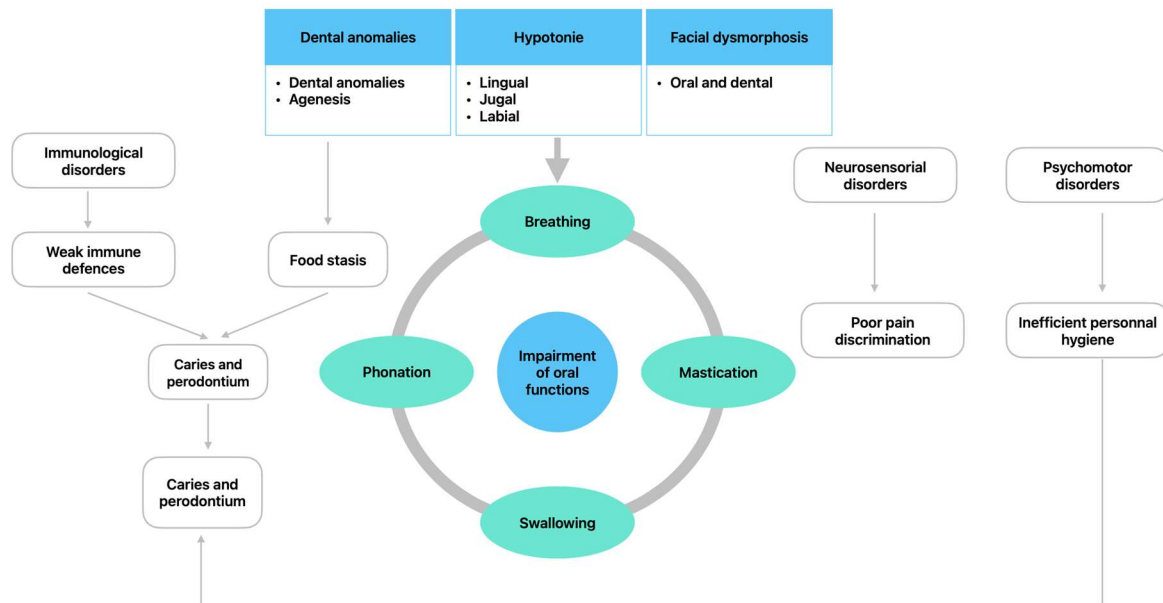 Dental anomalies
Hypotonie
Facial dysmorphosis
• Dental anomalies
• Agenesis
• Lingual
• Jugal
• Labial
• Oral and dental
Immunological
disorders
Neurosensorial
disorders
Psychomotor
disorders
Breathing
Weak immune
defences
Food stasis
Poor pain
discrimination
Inefficient personnal
hygiene
Caries and
perodontium
Phonation
Impairment
of oral
functions
Mastication
Caries and
perodontium
Swallowing